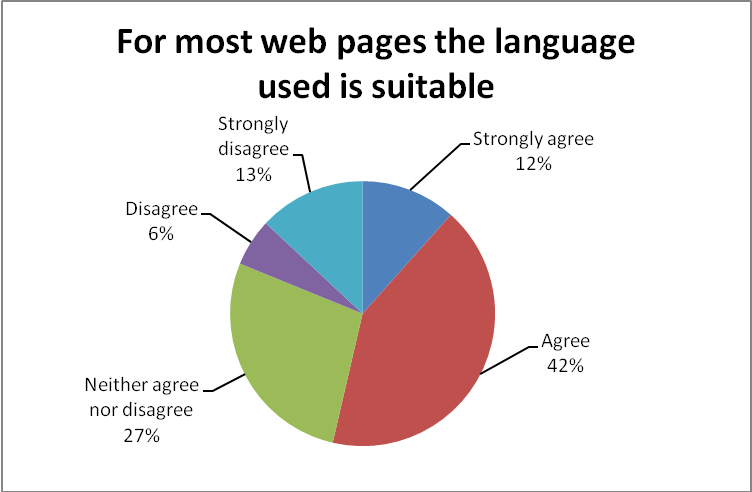 For most web pages the language
used is suitable
Strongly agree
12%
Agree
42%
Neither agree
nor disagree
27%
Disagree
6%
Strongly
disagree
13%